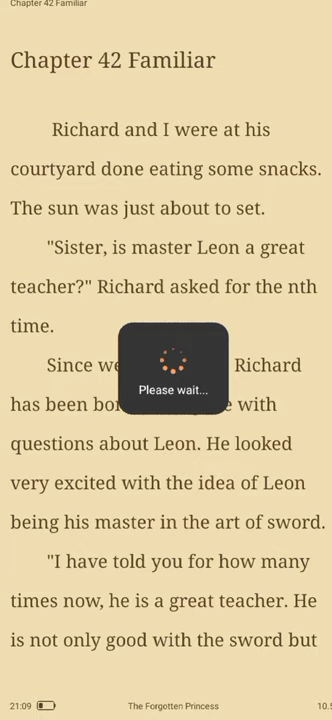 Chapter 42 Familiar
Chapter 42 Familiar
Richard and I were at his
courtyard done eating some snacks.
The sun was just about to set.
"Sister, is master Leon a great
teacher?" Richard asked for the nth
time.
Since we Richard
has been with
questions about Leon. He looked
very excited with the idea of Leon
being his master in the art of sword.
"I have told you for how many
times now, he is a great teacher. He
is not only good with the sword but
Please wait...
21:09 The Forgotten Princess 10.5